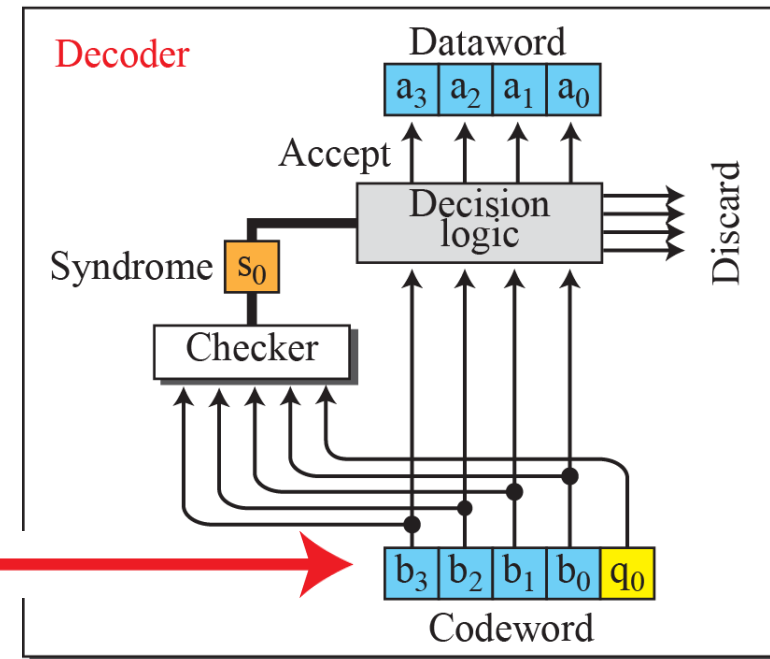 Decoder
Dataword
a3 a2 a1 a0
Accept
Decision
logic
Discard
Syndrome
s0
Checker
b3 b2 b1 b0 q0
Codeword